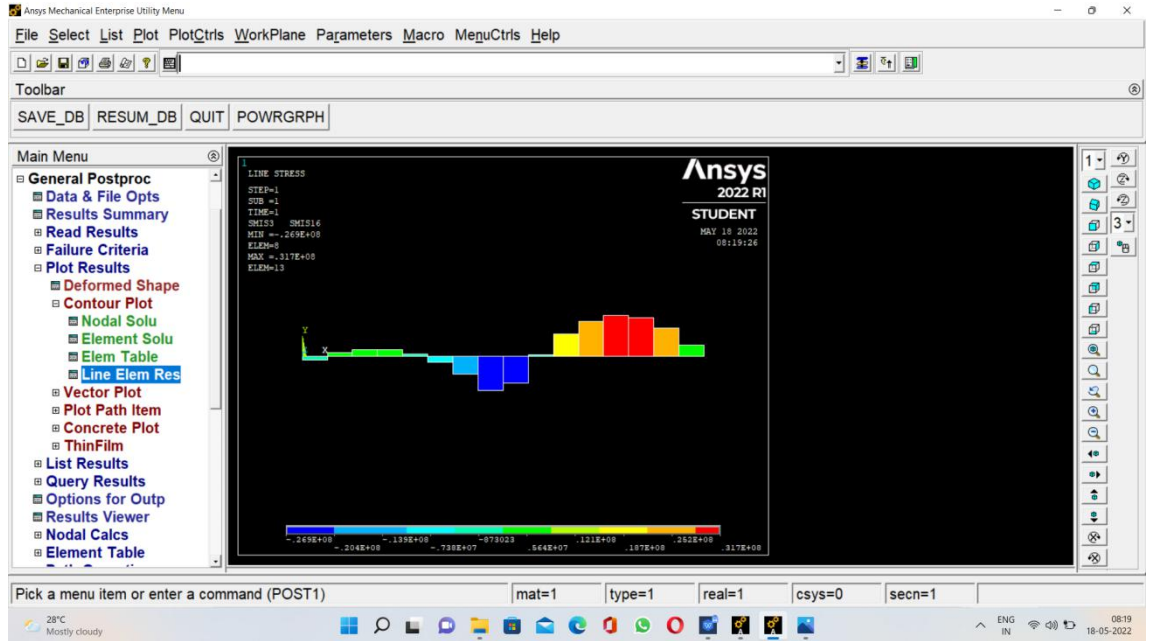 Ansys Mechanical Enterprise Utility Menu
File Select List Plot PlotCtrls WorkPlane Parameters Macro MenuCtrls Help
Toolbar
SAVE_DB RESUM_DB QUIT POWRGRPH
Main Menu
General Postproc
Data & File Opts
Results Summary
Read Results
Failure Criteria
Plot Results
Deformed Shape
Contour Plot
Nodal Solu
Element Solu
Elem Table
Line Elem Res
Vector Plot
Plot Path Item
Concrete Plot
ThinFilm
List Results
Query Results
Options for Outp
Results Viewer
Nodal Calcs
Element Table
1
LINE STRESS
STEP=1
SUB =1
TIME=1
SMIS3 SMIS16
MIN =-.269E+08
ELEM=8
MAX =.317E+08
ELEM=13
Ansys
2022 R1
STUDENT
MAY 18 2022
08:19:26
Y
X
-.269E+08 -.139E+08 -873023 .121E+08 .252E+08
-.204E+08 -.738E+07 .564E+07 .187E+08 .317E+08
1
3
Pick a menu item or enter a command (POST1) mat=1 type=1 real=1 csys=0 secn=1
28°C
Mostly cloudy
ENG
IN
08:19
18-05-2022